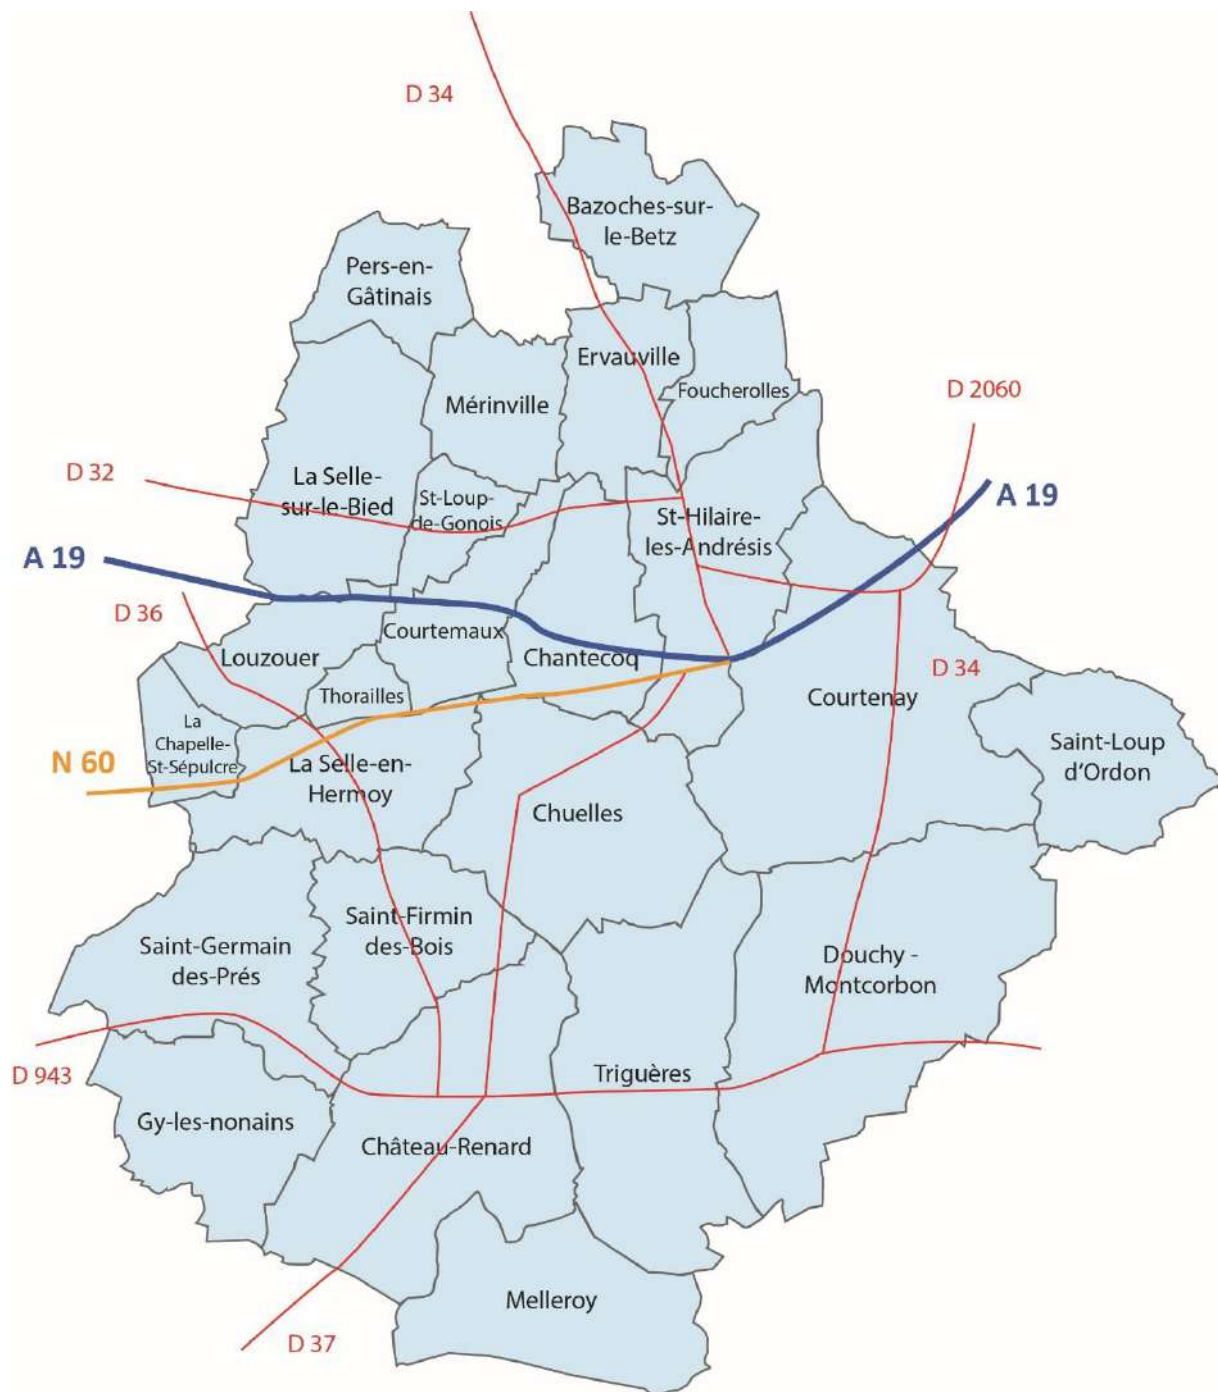 D 34
Bazoches-sur-
le-Betz
Pers-en-
Gâtinais
Ervauville
Foucherolles
D 2060
Mérinville
D 32
La Selle-
sur-le-Bied
St-Loup-
de-Gonois
St-Hilaire-
les-Andrésis
A 19
A 19
D 36
Courtemaux
Louzouer
Chantecoq
D 34
Thorailles
Courtenay
La
Chapelle-
St-Sépulcre
N 60
La Selle-en-
Hermoy
Saint-Loup
d'Ordon
Chuelles
Saint-Firmin
des-Bois
Saint-Germain
des-Prés
Douchy -
Montcorbon
D 943
Triguères
Gy-les-nonains
Château-Renard
Melleroy
D 37